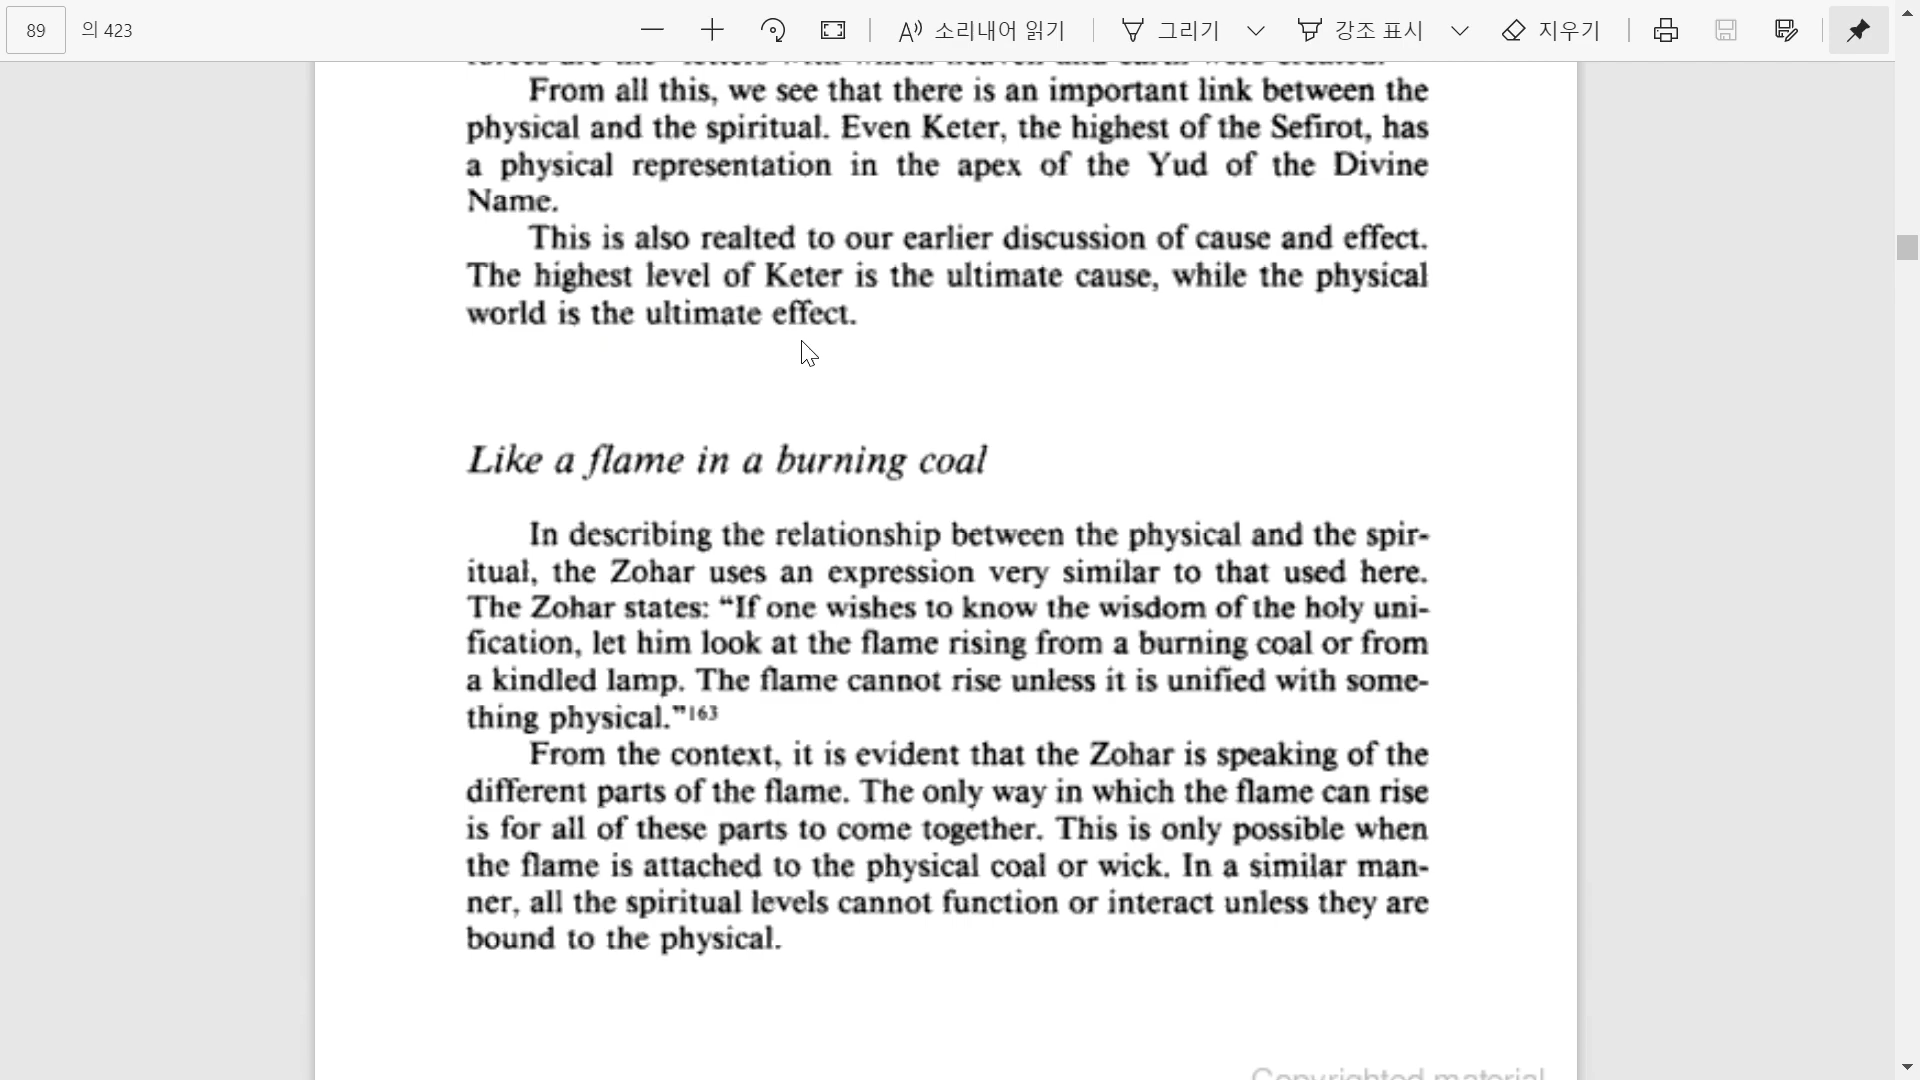 89 의 423 소리내어 읽기 그리기 강조 표시 지우기
From all this, we see that there is an important link between the
physical and the spiritual. Even Keter, the highest of the Sefirot, has
a physical representation in the apex of the Yud of the Divine
Name.
This is also realted to our earlier discussion of cause and effect.
The highest level of Keter is the ultimate cause, while the physical
world is the ultimate effect.
Like a flame in a burning coal
In describing the relationship between the physical and the spir-
itual, the Zohar uses an expression very similar to that used here.
The Zohar states: “If one wishes to know the wisdom of the holy uni-
fication, let him look at the flame rising from a burning coal or from
a kindled lamp. The flame cannot rise unless it is unified with some-
thing physical.”163
From the context, it is evident that the Zohar is speaking of the
different parts of the flame. The only way in which the flame can rise
is for all of these parts to come together. This is only possible when
the flame is attached to the physical coal or wick. In a similar man-
ner, all the spiritual levels cannot function or interact unless they are
bound to the physical.
Copyrighted material